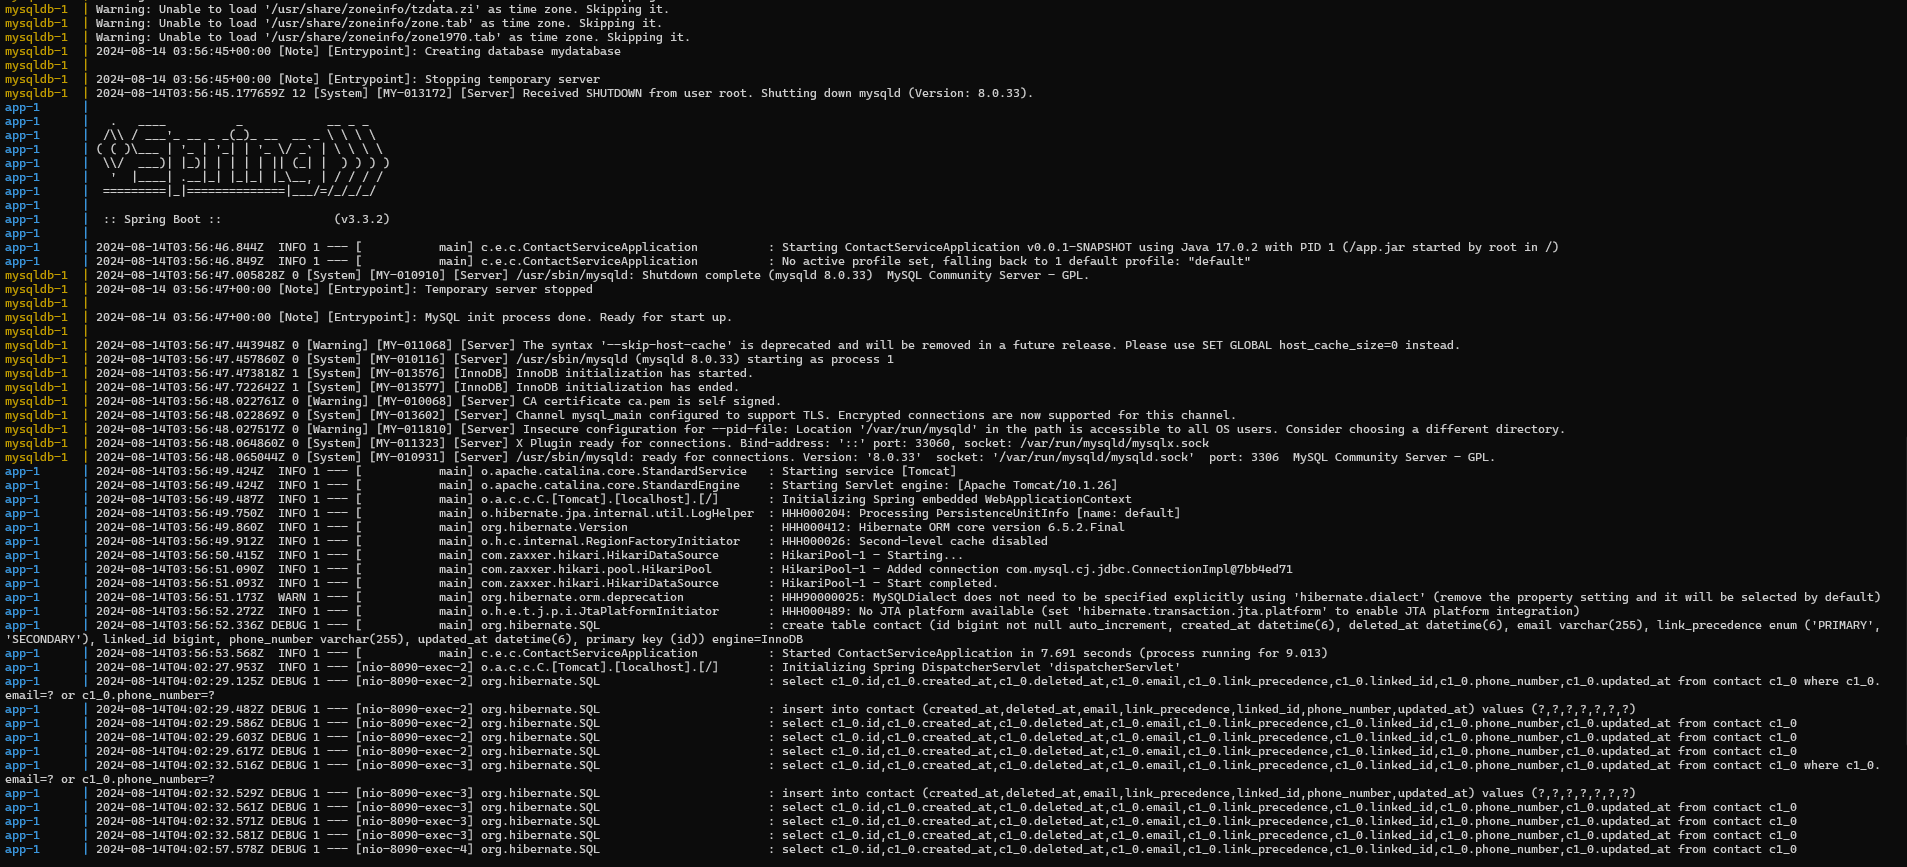 mysqldb-1  | Warning: Unable to load '/usr/share/zoneinfo/tzdata.zi' as time zone. Skipping it.
mysqldb-1  | Warning: Unable to load '/usr/share/zoneinfo/zone.tab' as time zone. Skipping it.
mysqldb-1  | Warning: Unable to load '/usr/share/zoneinfo/zone1970.tab' as time zone. Skipping it.
mysqldb-1  | 2024-08-14 03:56:45+00:00 [Note] [Entrypoint]: Creating database mydatabase
mysqldb-1  |
mysqldb-1  | 2024-08-14 03:56:45+00:00 [Note] [Entrypoint]: Stopping temporary server
mysqldb-1  | 2024-08-14T03:56:45.177659Z 12 [System] [MY-013172] [Server] Received SHUTDOWN from user root. Shutting down mysqld (Version: 8.0.33).
app-1      |
app-1      |   .   ____          _            __ _ _
app-1      |  /\\ / ___'_ __ _ _(_)_ __  __ _ \ \ \ \
app-1      | ( ( )\___ | '_ | '_| | '_ \/ _` | \ \ \ \
app-1      |  \\/  ___)| |_)| | | | | || (_| |  ) ) ) )
app-1      |   '  |____| .__|_| |_|_| |_\__, | / / / /
app-1      |  =========|_|==============|___/=/_/_/_/
app-1      |
app-1      |  :: Spring Boot ::                (v3.3.2)
app-1      |
app-1      | 2024-08-14T03:56:46.844Z  INFO 1 --- [           main] c.e.c.ContactServiceApplication          : Starting ContactServiceApplication v0.0.1-SNAPSHOT using Java 17.0.2 with PID 1 (/app.jar started by root in /)
app-1      | 2024-08-14T03:56:46.849Z  INFO 1 --- [           main] c.e.c.ContactServiceApplication          : No active profile set, falling back to 1 default profile: "default"
mysqldb-1  | 2024-08-14T03:56:47.005828Z 0 [System] [MY-010910] [Server] /usr/sbin/mysqld: Shutdown complete (mysqld 8.0.33)  MySQL Community Server - GPL.
mysqldb-1  | 2024-08-14 03:56:47+00:00 [Note] [Entrypoint]: Temporary server stopped
mysqldb-1  |
mysqldb-1  | 2024-08-14 03:56:47+00:00 [Note] [Entrypoint]: MySQL init process done. Ready for start up.
mysqldb-1  |
mysqldb-1  | 2024-08-14T03:56:47.443948Z 0 [Warning] [MY-011068] [Server] The syntax '--skip-host-cache' is deprecated and will be removed in a future release. Please use SET GLOBAL host_cache_size=0 instead.
mysqldb-1  | 2024-08-14T03:56:47.457860Z 0 [System] [MY-010116] [Server] /usr/sbin/mysqld (mysqld 8.0.33) starting as process 1
mysqldb-1  | 2024-08-14T03:56:47.473818Z 1 [System] [MY-013576] [InnoDB] InnoDB initialization has started.
mysqldb-1  | 2024-08-14T03:56:47.722642Z 1 [System] [MY-013577] [InnoDB] InnoDB initialization has ended.
mysqldb-1  | 2024-08-14T03:56:48.022761Z 0 [Warning] [MY-010068] [Server] CA certificate ca.pem is self signed.
mysqldb-1  | 2024-08-14T03:56:48.022869Z 0 [System] [MY-013602] [Server] Channel mysql_main configured to support TLS. Encrypted connections are now supported for this channel.
mysqldb-1  | 2024-08-14T03:56:48.027517Z 0 [Warning] [MY-011810] [Server] Insecure configuration for --pid-file: Location '/var/run/mysqld' in the path is accessible to all OS users. Consider choosing a different directory.
mysqldb-1  | 2024-08-14T03:56:48.064860Z 0 [System] [MY-011323] [Server] X Plugin ready for connections. Bind-address: '::' port: 33060, socket: /var/run/mysqld/mysqlx.sock
mysqldb-1  | 2024-08-14T03:56:48.065044Z 0 [System] [MY-010931] [Server] /usr/sbin/mysqld: ready for connections. Version: '8.0.33'  socket: '/var/run/mysqld/mysqld.sock'  port: 3306  MySQL Community Server - GPL.
app-1      | 2024-08-14T03:56:49.424Z  INFO 1 --- [           main] o.apache.catalina.core.StandardService   : Starting service [Tomcat]
app-1      | 2024-08-14T03:56:49.424Z  INFO 1 --- [           main] o.apache.catalina.core.StandardEngine    : Starting Servlet engine: [Apache Tomcat/10.1.26]
app-1      | 2024-08-14T03:56:49.487Z  INFO 1 --- [           main] o.a.c.c.C.[Tomcat].[localhost].[/]       : Initializing Spring embedded WebApplicationContext
app-1      | 2024-08-14T03:56:49.750Z  INFO 1 --- [           main] o.hibernate.jpa.internal.util.LogHelper  : HHH000204: Processing PersistenceUnitInfo [name: default]
app-1      | 2024-08-14T03:56:49.860Z  INFO 1 --- [           main] org.hibernate.Version                    : HHH000412: Hibernate ORM core version 6.5.2.Final
app-1      | 2024-08-14T03:56:49.912Z  INFO 1 --- [           main] o.h.c.internal.RegionFactoryInitiator    : HHH000026: Second-level cache disabled
app-1      | 2024-08-14T03:56:50.415Z  INFO 1 --- [           main] com.zaxxer.hikari.HikariDataSource       : HikariPool-1 - Starting...
app-1      | 2024-08-14T03:56:51.090Z  INFO 1 --- [           main] com.zaxxer.hikari.pool.HikariPool        : HikariPool-1 - Added connection com.mysql.cj.jdbc.ConnectionImpl@7bb4ed71
app-1      | 2024-08-14T03:56:51.093Z  INFO 1 --- [           main] com.zaxxer.hikari.HikariDataSource       : HikariPool-1 - Start completed.
app-1      | 2024-08-14T03:56:51.173Z  WARN 1 --- [           main] org.hibernate.orm.deprecation            : HHH90000025: MySQLDialect does not need to be specified explicitly using 'hibernate.dialect' (remove the property setting and it will be selected by default)
app-1      | 2024-08-14T03:56:52.272Z  INFO 1 --- [           main] o.h.e.t.j.p.i.JtaPlatformInitiator       : HHH000489: No JTA platform available (set 'hibernate.transaction.jta.platform' to enable JTA platform integration)
app-1      | 2024-08-14T03:56:52.336Z DEBUG 1 --- [           main] org.hibernate.SQL                        : create table contact (id bigint not null auto_increment, created_at datetime(6), deleted_at datetime(6), email varchar(255), link_precedence enum ('PRIMARY',
'SECONDARY'), linked_id bigint, phone_number varchar(255), updated_at datetime(6), primary key (id)) engine=InnoDB
app-1      | 2024-08-14T03:56:53.568Z  INFO 1 --- [           main] c.e.c.ContactServiceApplication          : Started ContactServiceApplication in 7.691 seconds (process running for 9.013)
app-1      | 2024-08-14T04:02:27.953Z  INFO 1 --- [nio-8090-exec-2] o.a.c.c.C.[Tomcat].[localhost].[/]       : Initializing Spring DispatcherServlet 'dispatcherServlet'
app-1      | 2024-08-14T04:02:29.125Z DEBUG 1 --- [nio-8090-exec-2] org.hibernate.SQL                        : select c1_0.id,c1_0.created_at,c1_0.deleted_at,c1_0.email,c1_0.link_precedence,c1_0.linked_id,c1_0.phone_number,c1_0.updated_at from contact c1_0 where c1_0.
email=? or c1_0.phone_number=?
app-1      | 2024-08-14T04:02:29.482Z DEBUG 1 --- [nio-8090-exec-2] org.hibernate.SQL                        : insert into contact (created_at,deleted_at,email,link_precedence,linked_id,phone_number,updated_at) values (?,?,?,?,?,?,?)
app-1      | 2024-08-14T04:02:29.586Z DEBUG 1 --- [nio-8090-exec-2] org.hibernate.SQL                        : select c1_0.id,c1_0.created_at,c1_0.deleted_at,c1_0.email,c1_0.link_precedence,c1_0.linked_id,c1_0.phone_number,c1_0.updated_at from contact c1_0
app-1      | 2024-08-14T04:02:29.603Z DEBUG 1 --- [nio-8090-exec-2] org.hibernate.SQL                        : select c1_0.id,c1_0.created_at,c1_0.deleted_at,c1_0.email,c1_0.link_precedence,c1_0.linked_id,c1_0.phone_number,c1_0.updated_at from contact c1_0
app-1      | 2024-08-14T04:02:29.617Z DEBUG 1 --- [nio-8090-exec-2] org.hibernate.SQL                        : select c1_0.id,c1_0.created_at,c1_0.deleted_at,c1_0.email,c1_0.link_precedence,c1_0.linked_id,c1_0.phone_number,c1_0.updated_at from contact c1_0
app-1      | 2024-08-14T04:02:32.516Z DEBUG 1 --- [nio-8090-exec-3] org.hibernate.SQL                        : select c1_0.id,c1_0.created_at,c1_0.deleted_at,c1_0.email,c1_0.link_precedence,c1_0.linked_id,c1_0.phone_number,c1_0.updated_at from contact c1_0 where c1_0.
email=? or c1_0.phone_number=?
app-1      | 2024-08-14T04:02:32.529Z DEBUG 1 --- [nio-8090-exec-3] org.hibernate.SQL                        : insert into contact (created_at,deleted_at,email,link_precedence,linked_id,phone_number,updated_at) values (?,?,?,?,?,?,?)
app-1      | 2024-08-14T04:02:32.561Z DEBUG 1 --- [nio-8090-exec-3] org.hibernate.SQL                        : select c1_0.id,c1_0.created_at,c1_0.deleted_at,c1_0.email,c1_0.link_precedence,c1_0.linked_id,c1_0.phone_number,c1_0.updated_at from contact c1_0
app-1      | 2024-08-14T04:02:32.571Z DEBUG 1 --- [nio-8090-exec-3] org.hibernate.SQL                        : select c1_0.id,c1_0.created_at,c1_0.deleted_at,c1_0.email,c1_0.link_precedence,c1_0.linked_id,c1_0.phone_number,c1_0.updated_at from contact c1_0
app-1      | 2024-08-14T04:02:32.581Z DEBUG 1 --- [nio-8090-exec-3] org.hibernate.SQL                        : select c1_0.id,c1_0.created_at,c1_0.deleted_at,c1_0.email,c1_0.link_precedence,c1_0.linked_id,c1_0.phone_number,c1_0.updated_at from contact c1_0
app-1      | 2024-08-14T04:02:57.578Z DEBUG 1 --- [nio-8090-exec-4] org.hibernate.SQL                        : select c1_0.id,c1_0.created_at,c1_0.deleted_at,c1_0.email,c1_0.link_precedence,c1_0.linked_id,c1_0.phone_number,c1_0.updated_at from contact c1_0